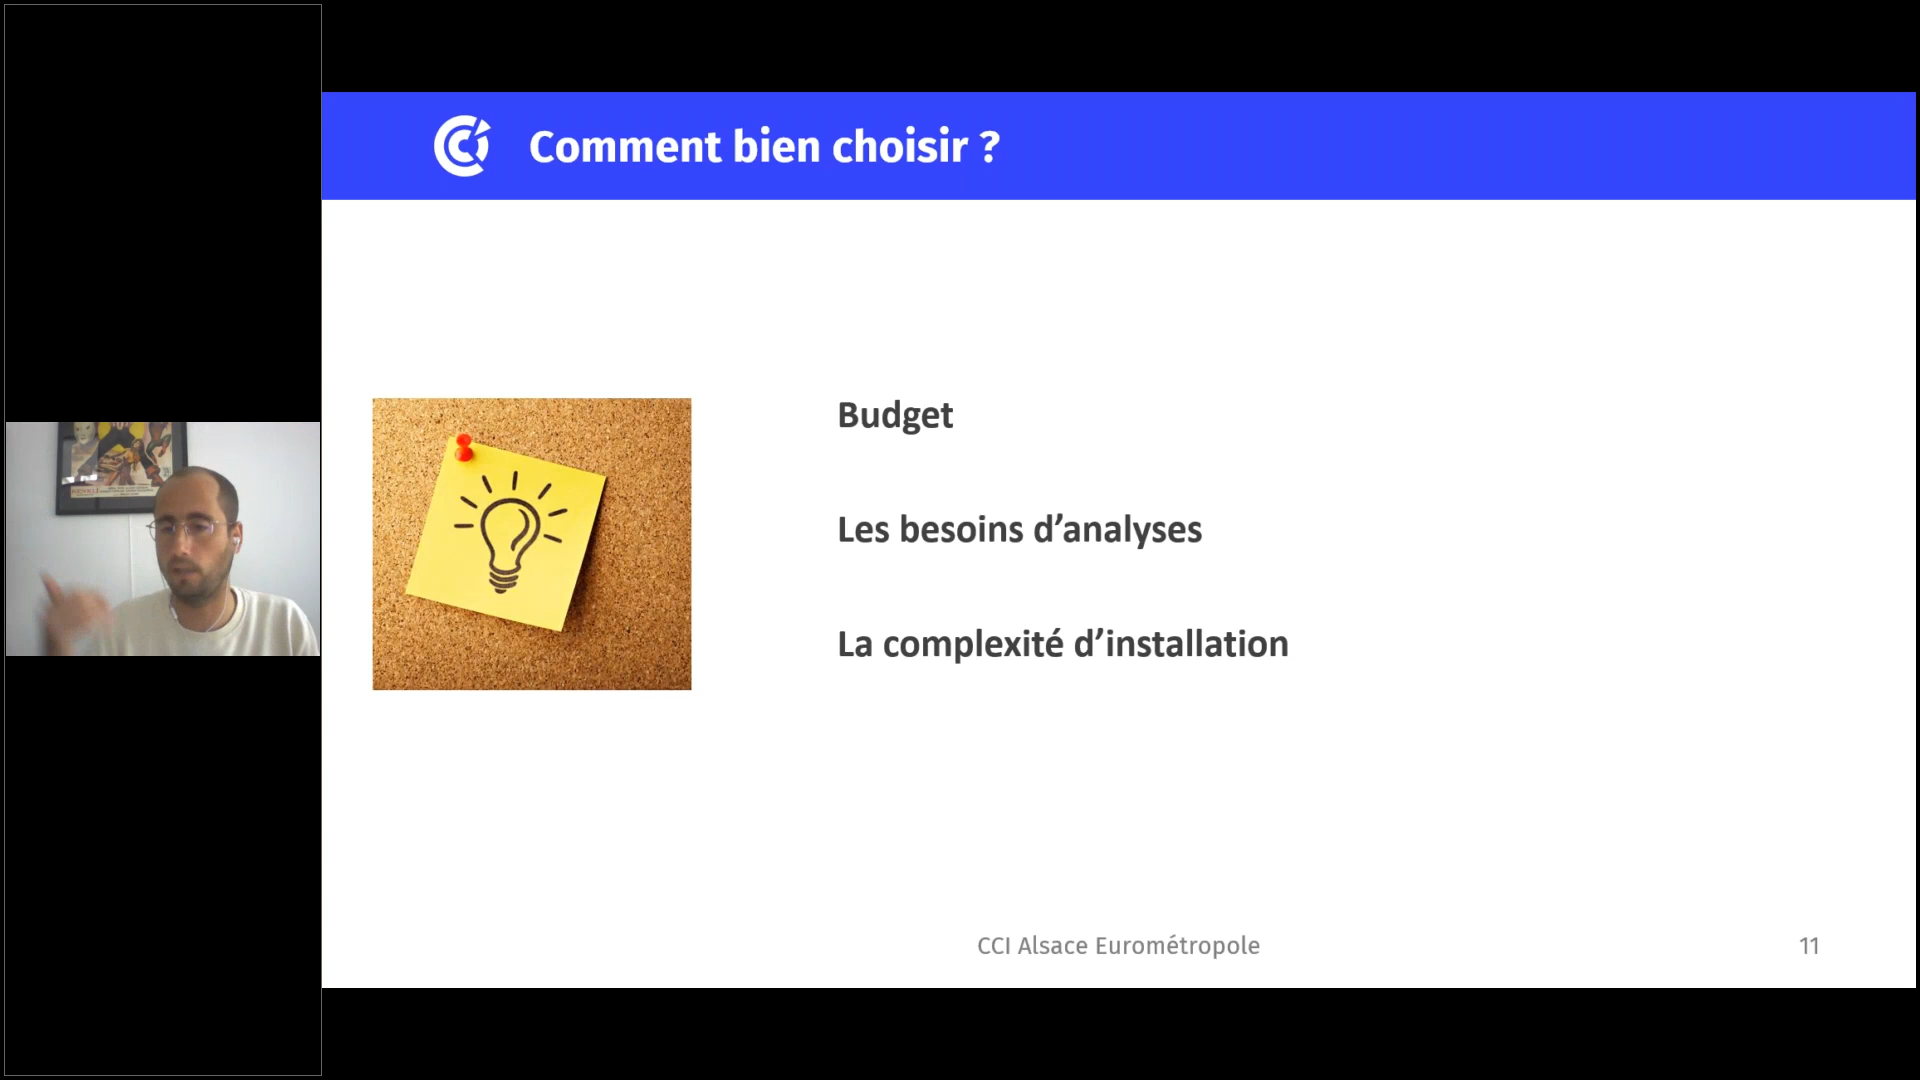 Comment bien choisir ?
Budget
Les besoins d’analyses
La complexité d’installation
CCI Alsace Eurométropole
11